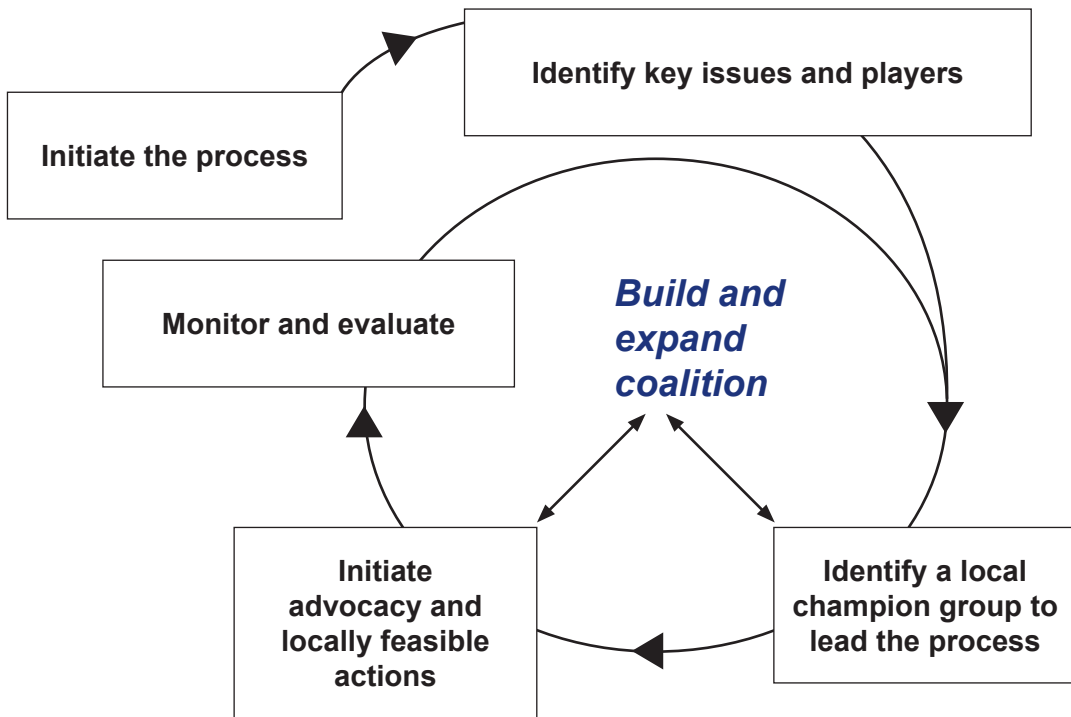 Identify key issues and players
Initiate the process
Monitor and evaluate
Build and
expand
coalition
Initiate
advocacy and
locally feasible
actions
Identify a local
champion group to
lead the process